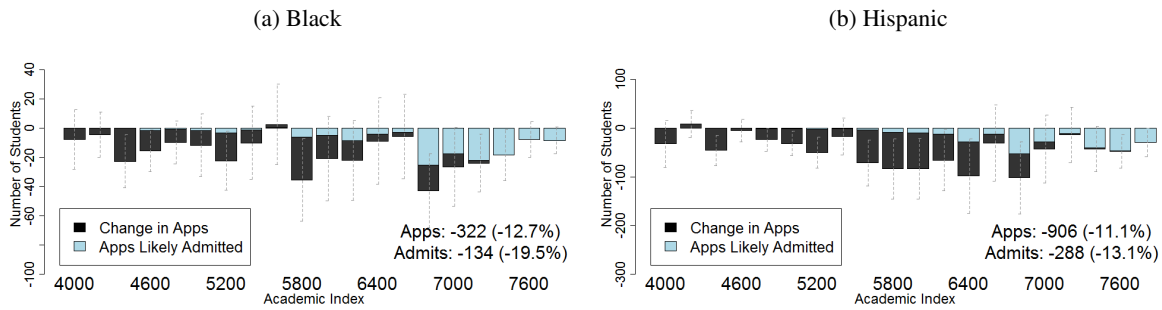 (a) Black
(b) Hispanic
Number of Students
40
20
0
-20
-40
-60
-100
Change in Apps
Apps Likely Admitted
Apps: -322 (-12.7%)
Admits: -134 (-19.5%)
4000 4600 5200 5800 6400 7000 7600
Academic Index
Number of Students
100
0
-100
-200
-300
Change in Apps
Apps Likely Admitted
Apps: -906 (-11.1%)
Admits: -288 (-13.1%)
4000 4600 5200 5800 6400 7000 7600
Academic Index